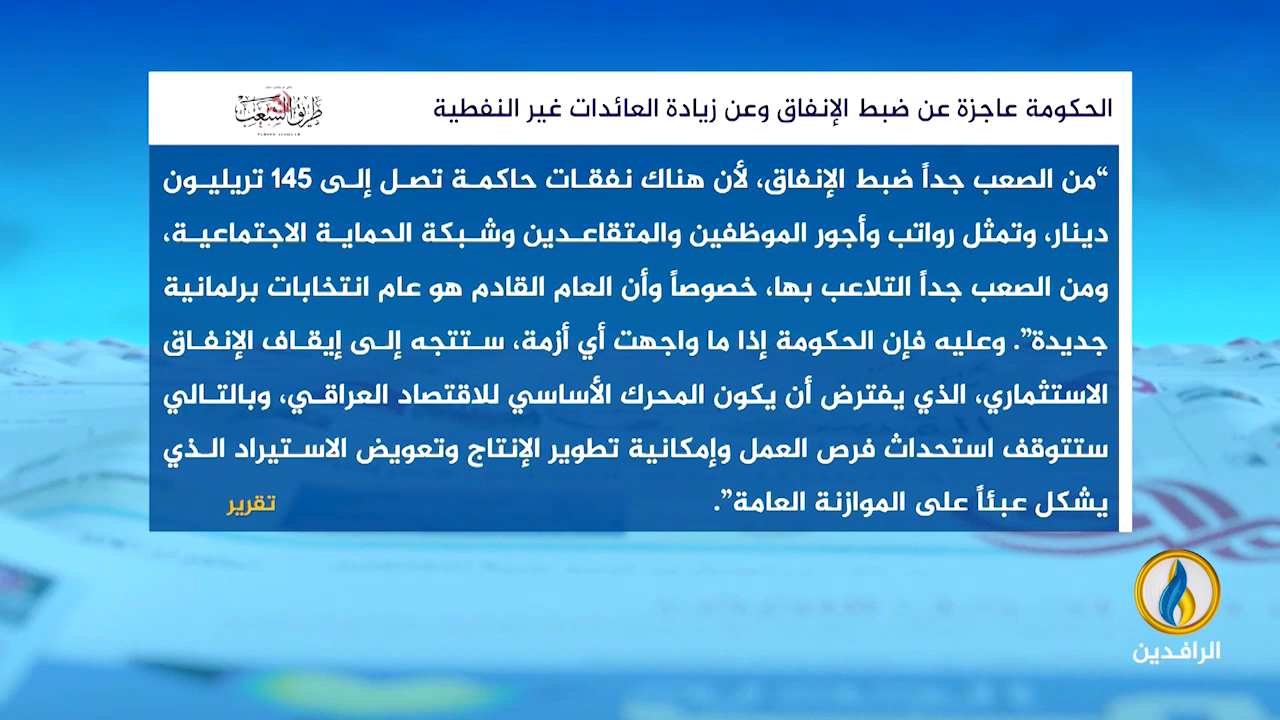 الحكومة عاجزة عن ضبط الإنفاق وعن زيادة العائدات غير النفطية
طريق الشعب
TAREEK ASHAAB
“من الصعب جداً ضبط الإنفاق، لأن هناك نفقات حاكمة تصل إلى 145 تريليون
دينار، وتمثل رواتب وأجور الموظفين والمتقاعدين وشبكة الحماية الاجتماعية،
ومن الصعب جداً التلاعب بها، خصوصاً وأن العام القادم هو عام انتخابات برلمانية
جديدة”. وعليه فإن الحكومة إذا ما واجهت أي أزمة، ستتجه إلى إيقاف الإنفاق
الاستثماري، الذي يفترض أن يكون المحرك الأساسي للاقتصاد العراقي، وبالتالي
ستتوقف استحداث فرص العمل وإمكانية تطوير الإنتاج وتعويض الاستيراد الذي
يشكل عبئاً على الموازنة العامة”.
تقرير
الرافدين